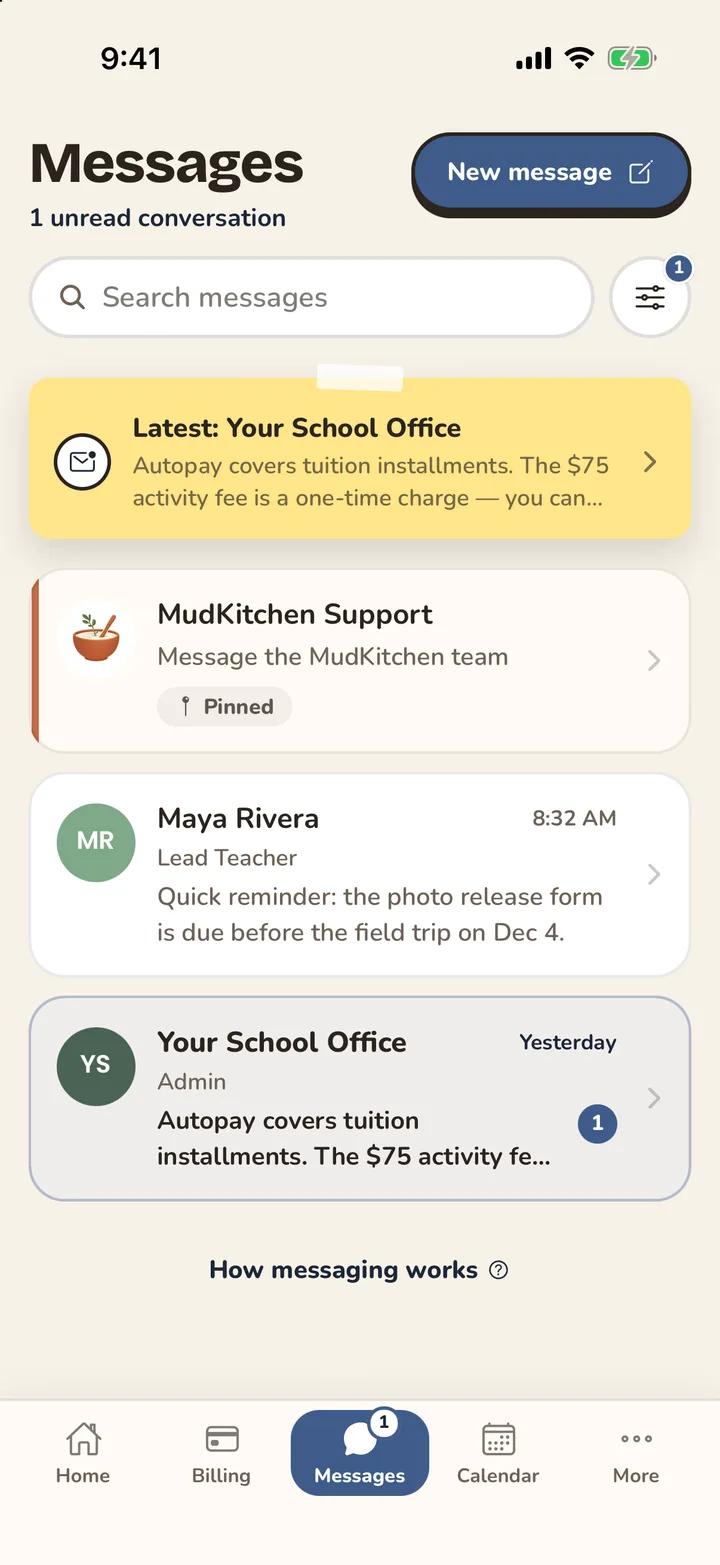 9:41
Messages
New message
1 unread conversation
Search messages
1
Latest: Your School Office
Autopay covers tuition installments. The $75
activity fee is a one-time charge — you can...
MudKitchen Support
Message the MudKitchen team
Pinned
MR
Maya Rivera
8:32 AM
Lead Teacher
Quick reminder: the photo release form
is due before the field trip on Dec 4.
YS
Your School Office
Yesterday
Admin
Autopay covers tuition
installments. The $75 activity fe...
1
How messaging works
Home
Billing
1
Messages
Calendar
More